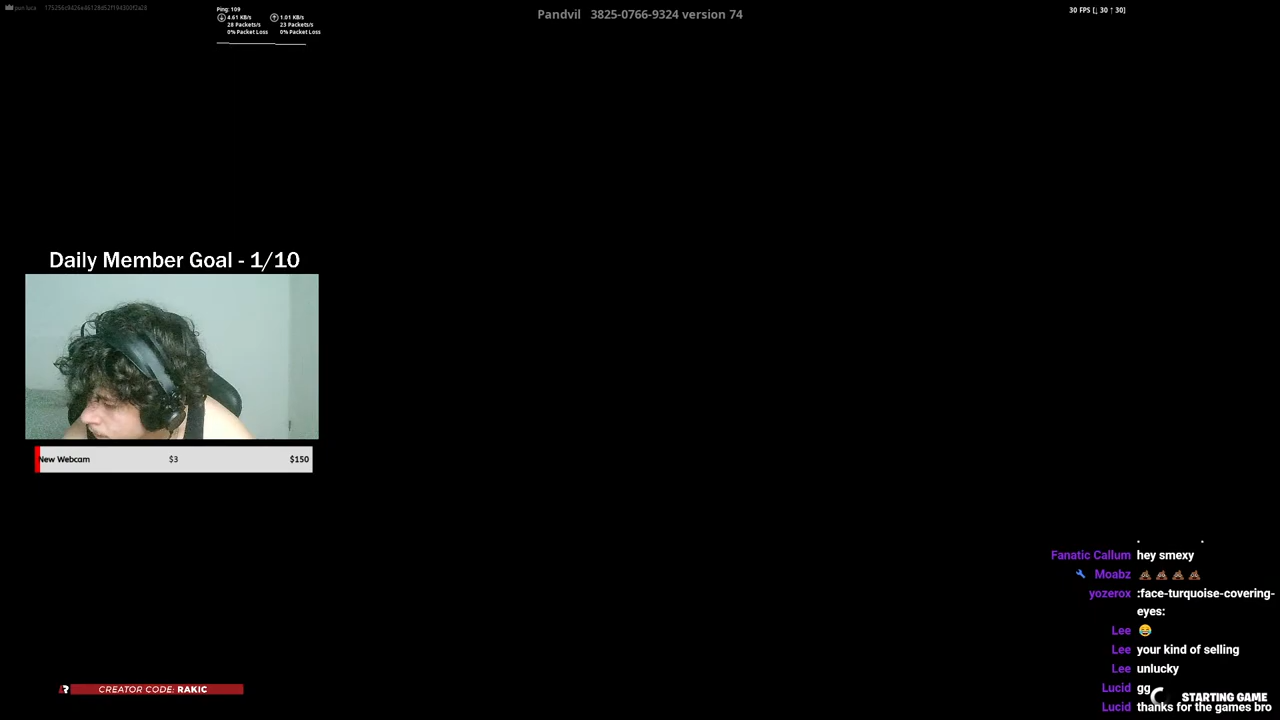 Ping: 109
4.61 KB/s 1.01 KB/s
28 Packets/s 23 Packets/s
0% Packet Loss 0% Packet Loss
Pandvil 3825-0766-9324 version 74
30 FPS [↓ 30 ↑ 30]
Daily Member Goal - 1/10
New Webcam $3 $150
Fanatic Callum hey smexy
Moabz 💩 💩 💩 💩
yozerox :face-turquoise-covering-
eyes:
Lee 😂
Lee your kind of selling
Lee unlucky
Lucid gg
Lucid thanks for the games bro
STARTING GAME
CREATOR CODE: RAKIC